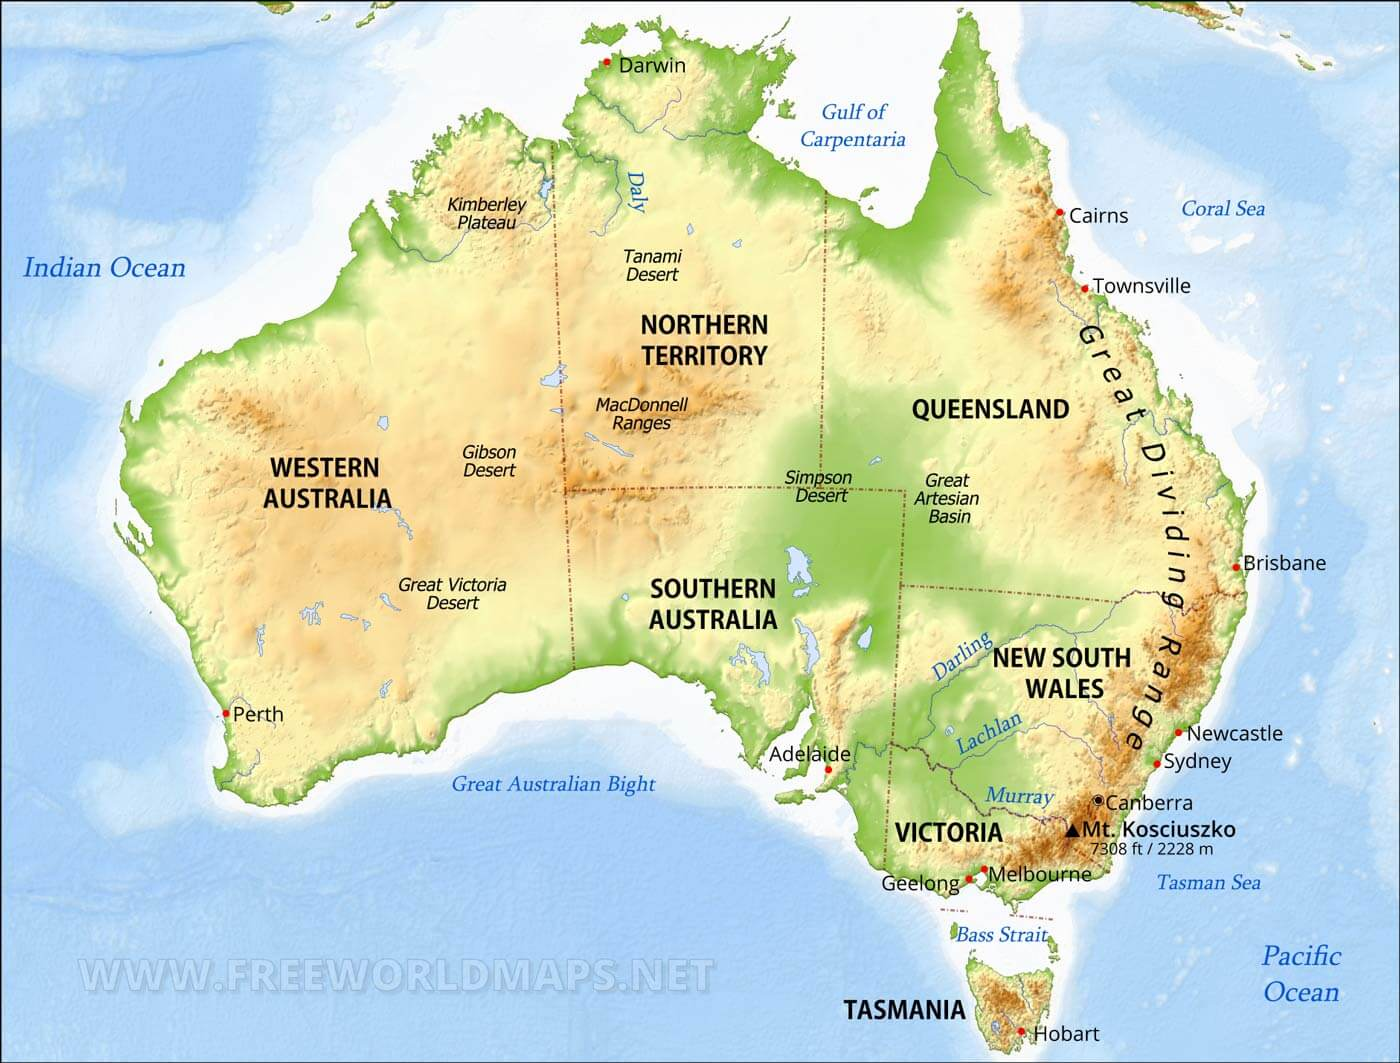 Darwin
Gulf of
Carpentaria
Daly
Kimberley
Plateau
Cairns
Coral Sea
Indian Ocean
Tanami
Desert
Townsville
NORTHERN
TERRITORY
Great Dividing Range
MacDonnell
Ranges
QUEENSLAND
Gibson
Desert
WESTERN
AUSTRALIA
Simpson
Desert
Great
Artesian
Basin
Brisbane
Great Victoria
Desert
SOUTHERN
AUSTRALIA
Darling
NEW SOUTH
WALES
Perth
Lachlan
Newcastle
Adelaide
Sydney
Great Australian Bight
Murray
Canberra
VICTORIA
Mt. Kosciuszko
7308 ft / 2228 m
Geelong
Melbourne
Tasman Sea
Bass Strait
Pacific
Ocean
WWW.FREEWORLDMAPS.NET
TASMANIA
Hobart